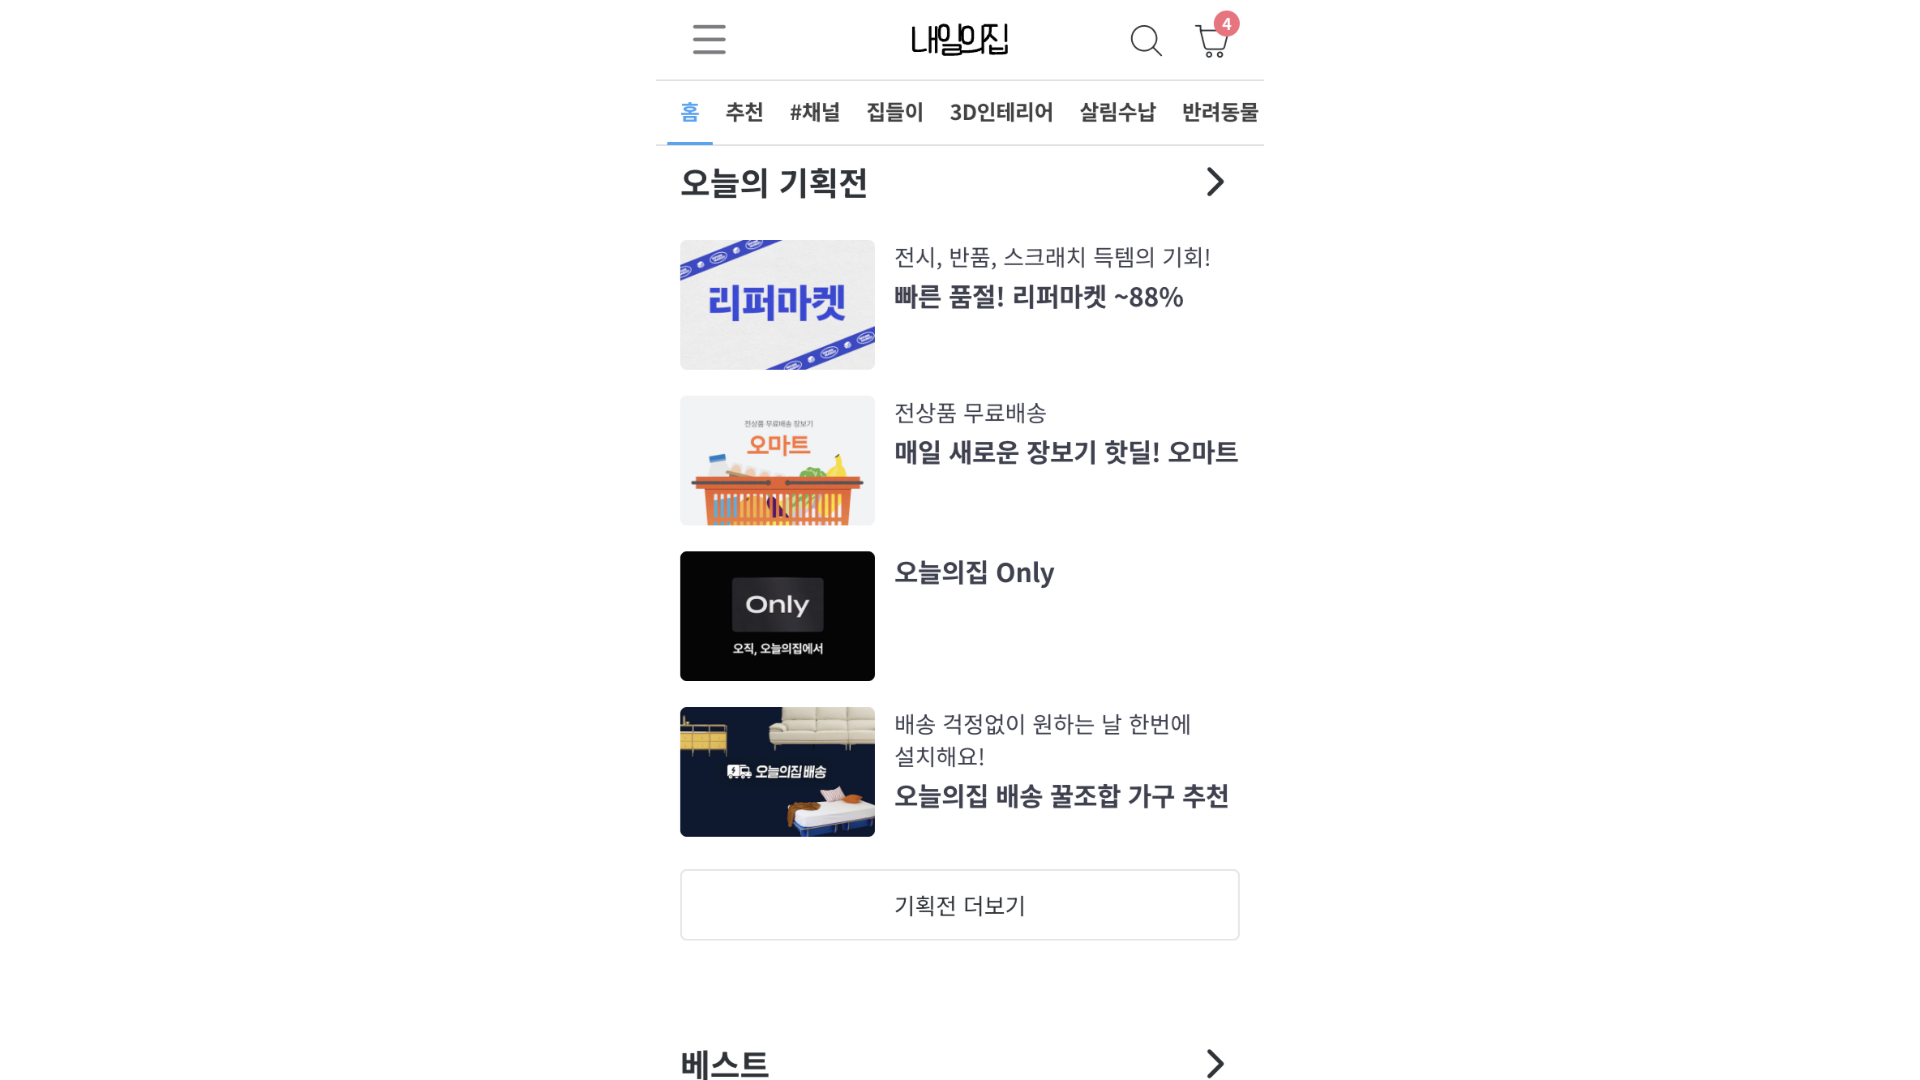 내일의집
4
홈 추천 #채널 집들이 3D인테리어 살림수납 반려동물
오늘의 기획전
리퍼마켓
전시, 반품, 스크래치 득템의 기회!
빠른 품절! 리퍼마켓 ~88%
전상품 무료배송 장보기
오마트
전상품 무료배송
매일 새로운 장보기 핫딜! 오마트
Only
오직, 오늘의집에서
오늘의집 Only
오늘의집 배송
배송 걱정없이 원하는 날 한번에
설치해요!
오늘의집 배송 꿀조합 가구 추천
기획전 더보기
베스트